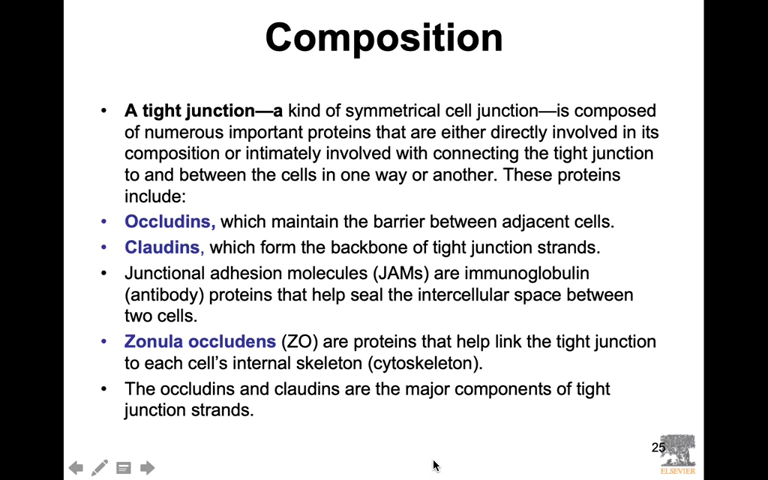 Composition
• A tight junction—a kind of symmetrical cell junction—is composed
of numerous important proteins that are either directly involved in its
composition or intimately involved with connecting the tight junction
to and between the cells in one way or another. These proteins
include:
• Occludins, which maintain the barrier between adjacent cells.
• Claudins, which form the backbone of tight junction strands.
• Junctional adhesion molecules (JAMs) are immunoglobulin
(antibody) proteins that help seal the intercellular space between
two cells.
• Zonula occludens (ZO) are proteins that help link the tight junction
to each cell’s internal skeleton (cytoskeleton).
• The occludins and claudins are the major components of tight
junction strands.
25
ELSEVIER